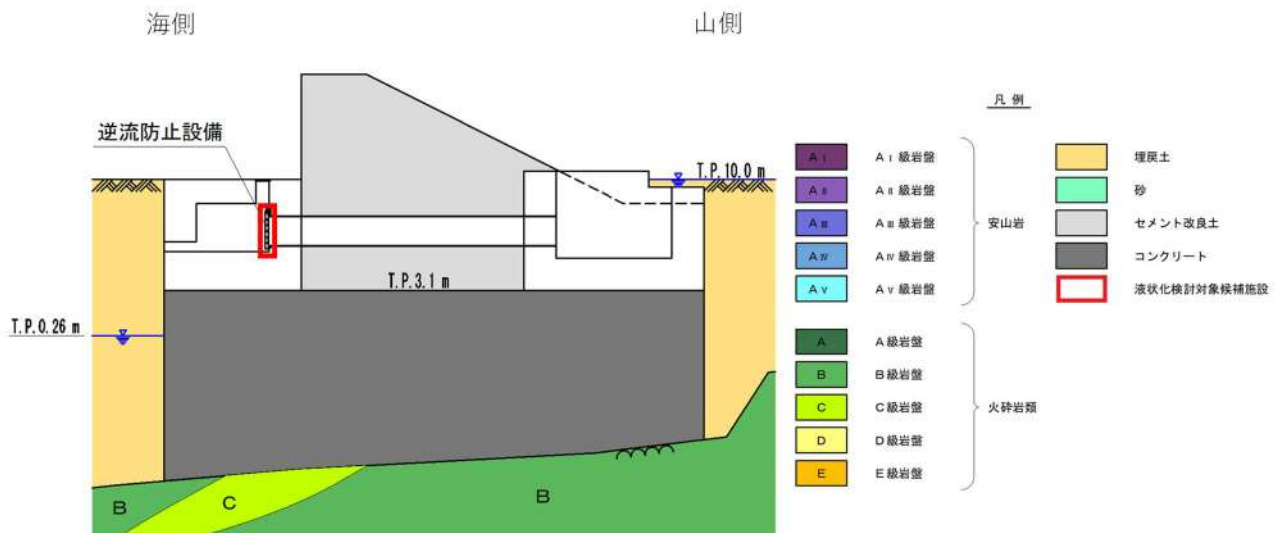 海側
山側
逆流防止設備
T.P.10.0 m
T.P.3.1 m
T.P.0.26 m
B
C
B
凡 例
AⅠ AⅠ級岩盤
AⅡ AⅡ級岩盤
AⅢ AⅢ級岩盤
AⅣ AⅣ級岩盤
AⅤ AⅤ級岩盤
安山岩
A A級岩盤
B B級岩盤
C C級岩盤
D D級岩盤
E E級岩盤
火砕岩類
埋戻土
砂
セメント改良土
コンクリート
液状化検討対象候補施設